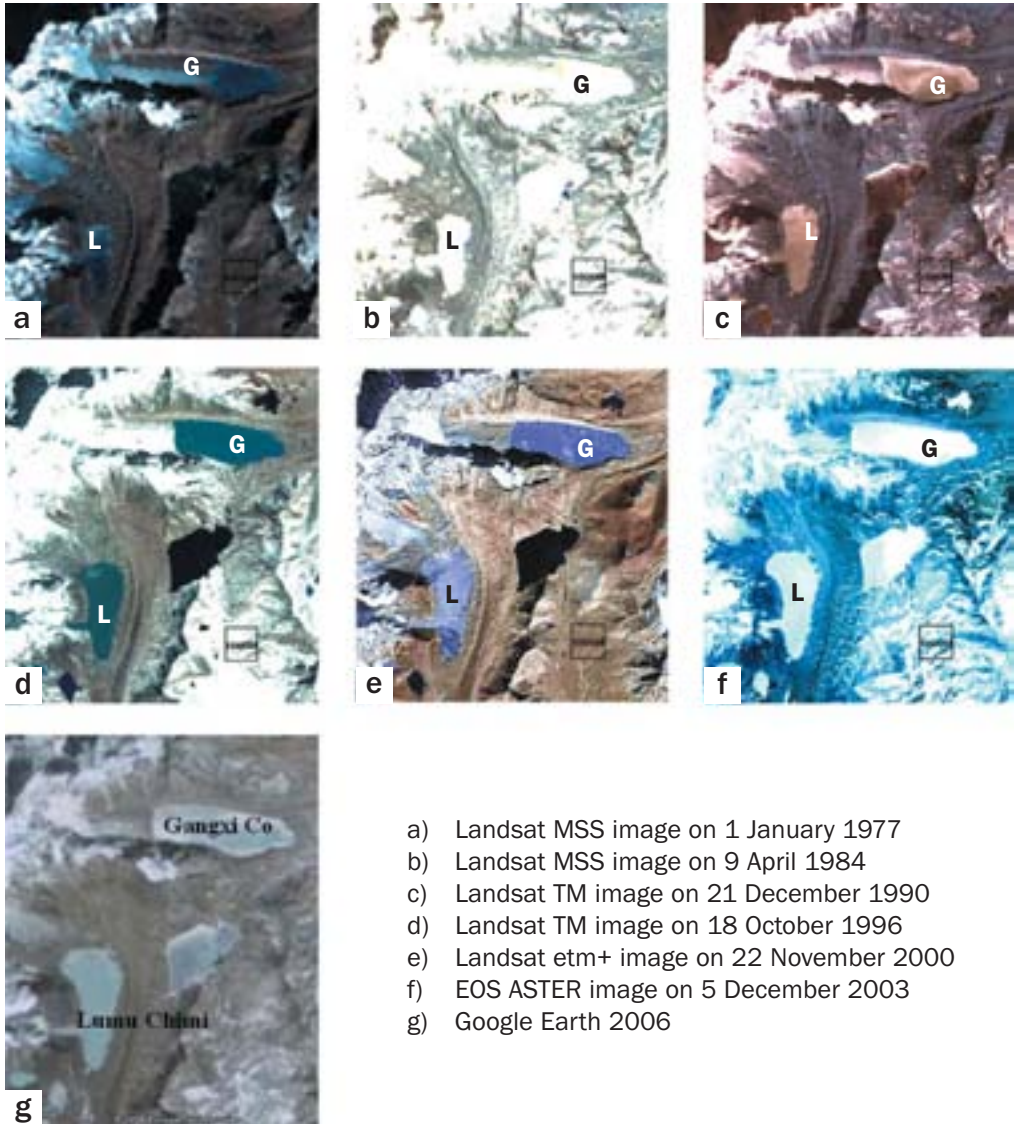 G
L
a
G
L
b
G
L
c
G
L
d
G
L
e
G
L
f
Gangxi Co
Lumu Chimi
g
a) Landsat MSS image on 1 January 1977
b) Landsat MSS image on 9 April 1984
c) Landsat TM image on 21 December 1990
d) Landsat TM image on 18 October 1996
e) Landsat etm+ image on 22 November 2000
f) EOS ASTER image on 5 December 2003
g) Google Earth 2006